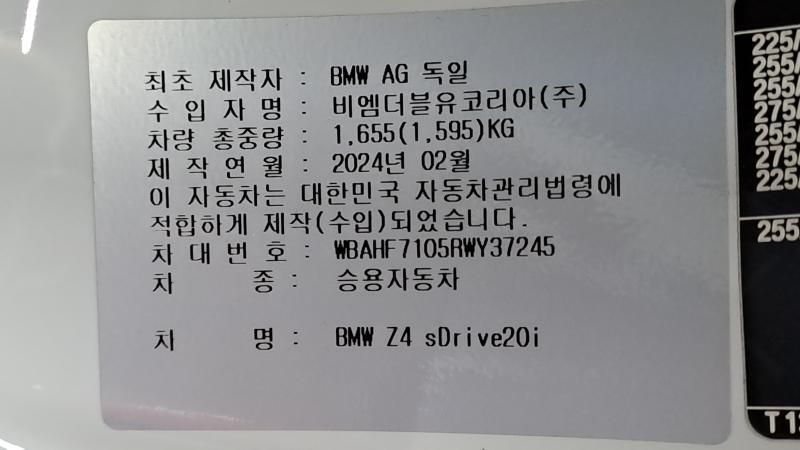 최초 제작자 : BMW AG 독일
수 입 자 명 : 비엠더블유코리아(주)
차량 총중량 : 1,655(1,595)KG
제 작 연 월 : 2024년 02월
이 자동차는 대한민국 자동차관리법령에
적합하게 제작(수입)되었습니다.
차 대 번 호 : WBAHF7105RWY37245
차 종 : 승용자동차
차 명 : BMW Z4 sDrive20i
225/
255/
255/
275/
255/
275/
225/
255
T 1